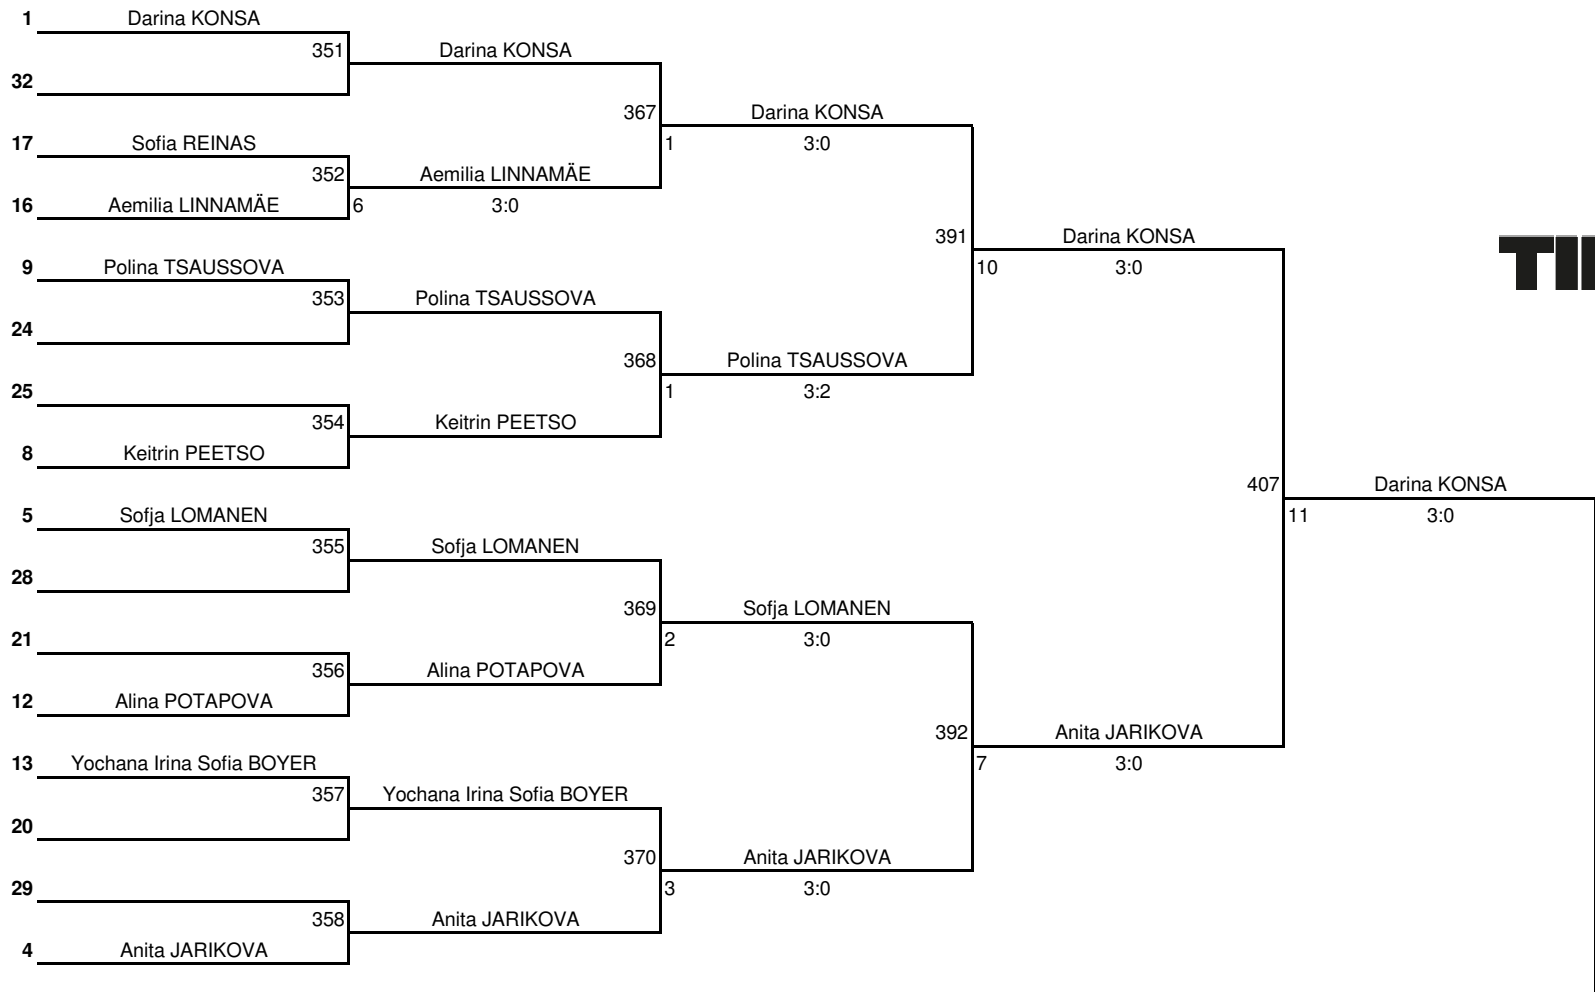 1 Darina KONSA
351 Darina KONSA
32
367 Darina KONSA
17 Sofia REINAS 1 3:0
352 Aemilia LINNAMÄE
16 Aemilia LINNAMÄE 6 3:0
391 Darina KONSA
9 Polina TSAUSSOVA 10 3:0
353 Polina TSAUSSOVA
24
368 Polina TSAUSSOVA
25 1 3:2
354 Keitrin PEETSO
8 Keitrin PEETSO
407 Darina KONSA
5 Sofja LOMANEN 11 3:0
355 Sofja LOMANEN
28
369 Sofja LOMANEN
21 2 3:0
356 Alina POTAPOVA
12 Alina POTAPOVA
392 Anita JARIKOVA
13 Yochana Irina Sofia BOYER 7 3:0
357 Yochana Irina Sofia BOYER
20
370 Anita JARIKOVA
29 3 3:0
358 Anita JARIKOVA
4 Anita JARIKOVA